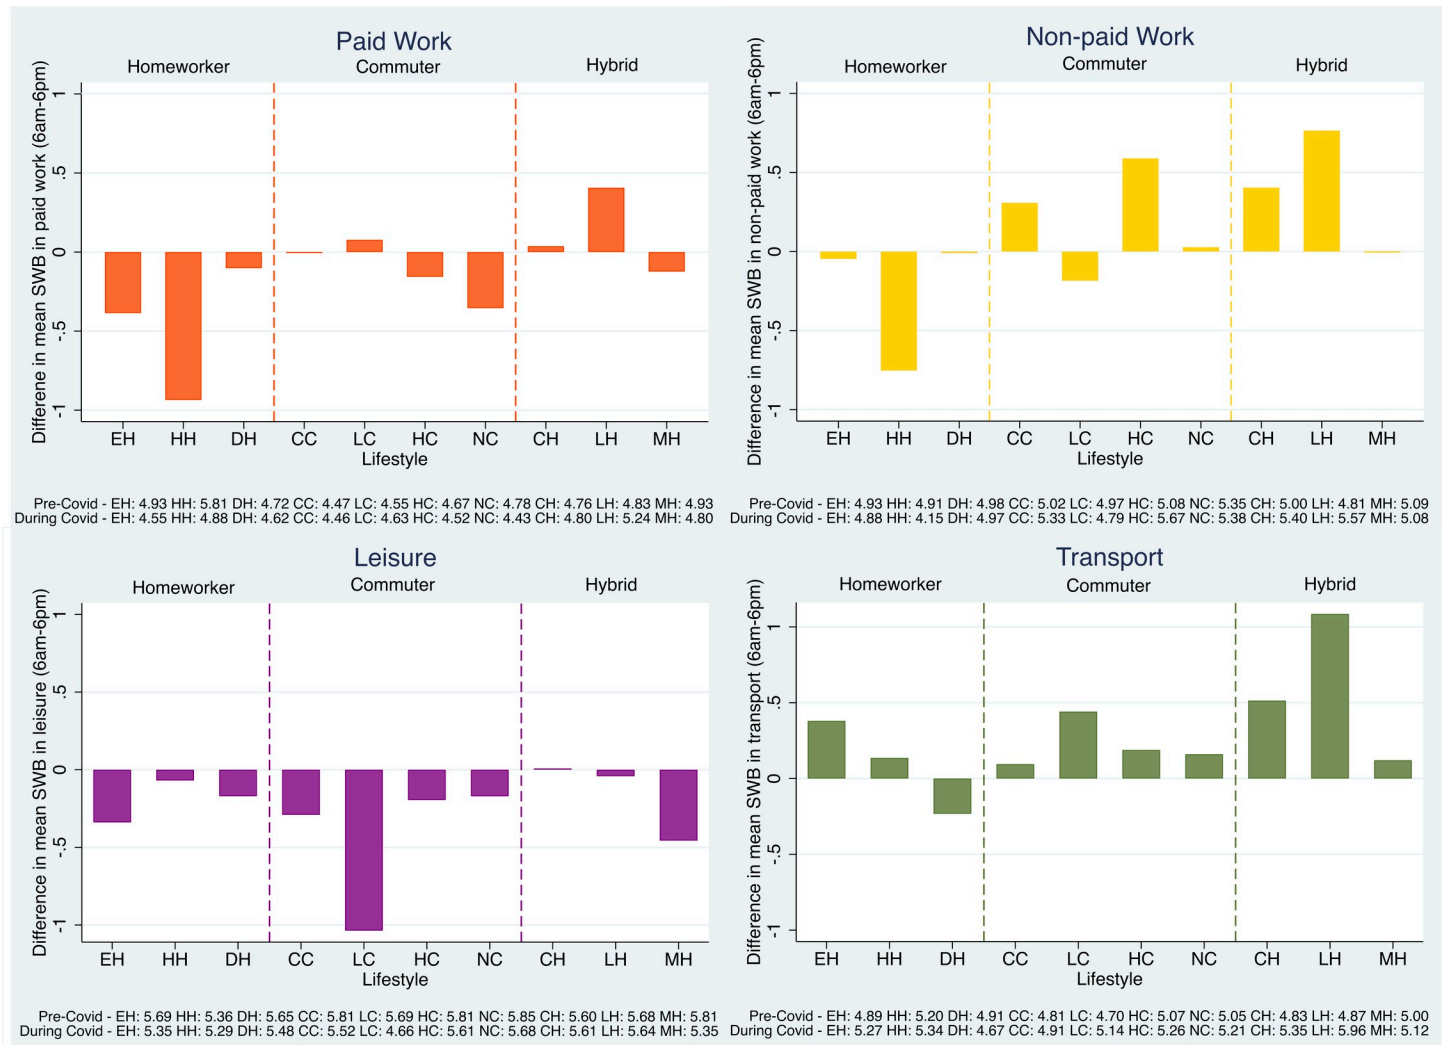 Paid Work
Homeworker Commuter Hybrid
Differene in mean SWB in paid work (6am-6pm)
1
.5
0
-.5
-1
EH HH DH CC LC HC NC CH LH MH
Lifestyle
Pre-Covid - EH: 4.93 HH: 5.81 DH: 4.72 CC: 4.47 LC: 4.55 HC: 4.67 NC: 4.78 CH: 4.76 LH: 4.83 MH: 4.93
During Covid - EH: 4.55 HH: 4.88 DH: 4.62 CC: 4.46 LC: 4.63 HC: 4.52 NC: 4.43 CH: 4.80 LH: 5.24 MH: 4.80
Non-paid Work
Homeworker Commuter Hybrid
Difference in mean SWB in non-paid work (6am-6pm)
1
.5
0
-.5
-1
EH HH DH CC LC HC NC CH LH MH
Lifestyle
Pre-Covid - EH: 4.93 HH: 4.91 DH: 4.98 CC: 5.02 LC: 4.97 HC: 5.08 NC: 5.35 CH: 5.00 LH: 4.81 MH: 5.09
During Covid - EH: 4.88 HH: 4.15 DH: 4.97 CC: 5.33 LC: 4.79 HC: 5.67 NC: 5.38 CH: 5.40 LH: 5.57 MH: 5.08
Leisure
Homeworker Commuter Hybrid
Difference in mean SWB in leisure (6am-6pm)
1
.5
0
-.5
-1
EH HH DH CC LC HC NC CH LH MH
Lifestyle
Pre-Covid - EH: 5.69 HH: 5.36 DH: 5.65 CC: 5.81 LC: 5.69 HC: 5.81 NC: 5.85 CH: 5.60 LH: 5.68 MH: 5.81
During Covid - EH: 5.35 HH: 5.29 DH: 5.48 CC: 5.52 LC: 4.66 HC: 5.61 NC: 5.68 CH: 5.61 LH: 5.64 MH: 5.35
Transport
Homeworker Commuter Hybrid
Difference in mean SWB in transport (6am-6pm)
1
.5
0
-.5
-1
EH HH DH CC LC HC NC CH LH MH
Lifestyle
Pre-Covid - EH: 4.89 HH: 5.20 DH: 4.91 CC: 4.81 LC: 4.70 HC: 5.07 NC: 5.05 CH: 4.83 LH: 4.87 MH: 5.00
During Covid - EH: 5.27 HH: 5.34 DH: 4.67 CC: 4.91 LC: 5.14 HC: 5.26 NC: 5.21 CH: 5.35 LH: 5.96 MH: 5.12